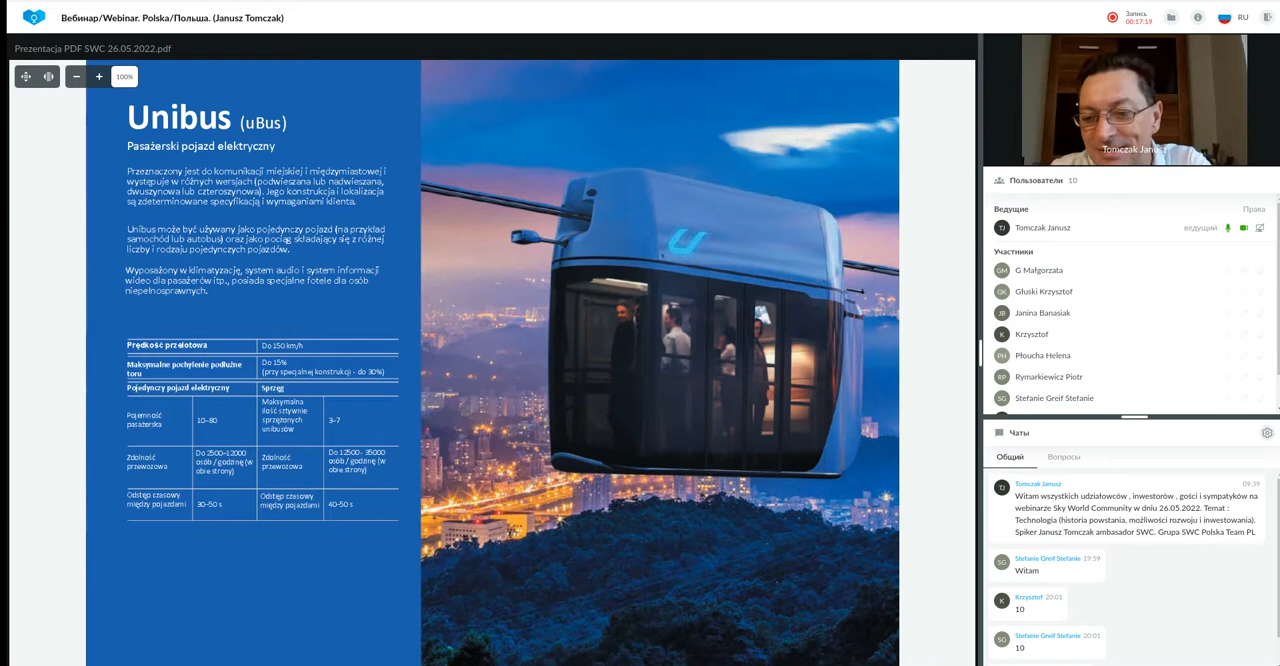 Вебинар/Webinar. Polska/Польша. (Janusz Tomczak)
Запись
00:17:19
RU
Prezentacja PDF SWC 26.05.2022.pdf
100%
Unibus (uBus)
Pasażerski pojazd elektryczny
Przeznaczony jest do komunikacji miejskiej i międzymiastowej i
występuje w różnych wersjach (podwieszana lub nadwieszana,
dwuszynowa lub czteroszynowa). Jego konstrukcja i lokalizacja
są zdeterminowane specyfikacją i wymaganiami klienta.
Unibus może być używany jako pojedynczy pojazd (na przykład
samochód lub autobus) oraz jako pociąg składający się z różnej
liczby i rodzaju pojedynczych pojazdów.
Wyposażony w klimatyzację, system audio i system informacji
wideo dla pasażerów itp., posiada specjalne fotele dla osób
niepełnosprawnych.
Prędkość przelotowa
Do 150 km/h
Maksymalne pochylenie podłużne
toru
Do 15%
(przy specjalnej konstrukcji - do 30%)
Pojedynczy pojazd elektryczny
Sprzęg
Pojemność
pasażerska
10–80
Maksymalna
ilość sztywnie
sprzężonych
unibusów
3–7
Zdolność
przewozowa
Do 2500–12000
osób / godzinę (w
obie strony)
Zdolność
przewozowa
Do 12500 - 35000
osób / godzinę (w
obie strony)
Odstęp czasowy
między pojazdami
30–50 s
Odstęp czasowy
między pojazdami
40–50 s
Tomczak Janusz
Пользователи 10
Ведущие
Права
TJ
Tomczak Janusz
ведущий
Участники
GM
G Małgorzata
GK
Głuski Krzysztof
JB
Janina Banasiak
K
Krzysztof
PH
Płoucha Helena
RP
Rymarkiewicz Piotr
SG
Stefanie Greif Stefanie
Чаты
Общий
Вопросы
TJ
Tomczak Janusz
09:39
Witam wszystkich udziałowców , inwestorów , gości i sympatyków na
webinarze Sky World Community w dniu 26.05.2022. Temat :
Technologia (historia powstania, możliwości rozwoju i inwestowania).
Spiker Janusz Tomczak ambasador SWC. Grupa SWC Polska Team PL
SG
Stefanie Greif Stefanie 19:59
Witam
K
Krzysztof 20:01
10
SG
Stefanie Greif Stefanie 20:01
10